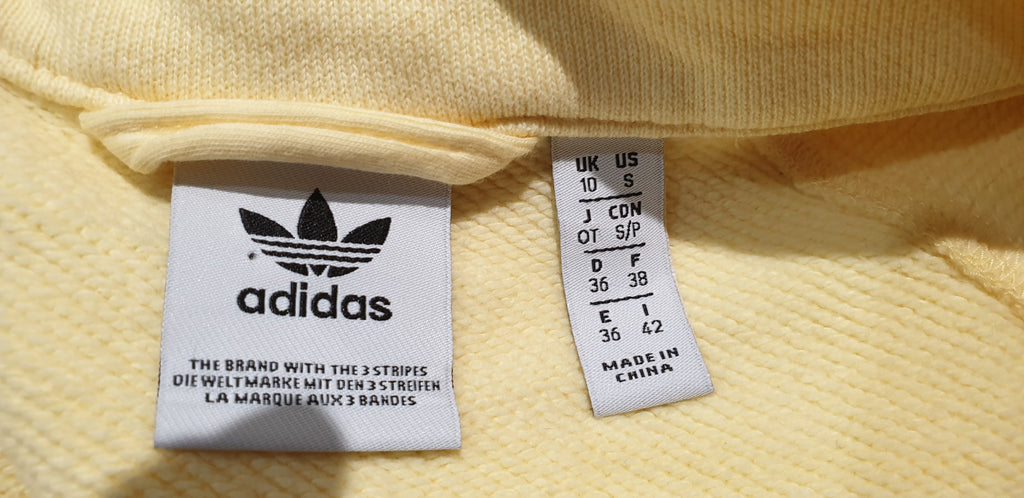 adidas
THE BRAND WITH THE 3 STRIPES
DIE WELTMARKE MIT DEN 3 STREIFEN
LA MARQUE AUX 3 BANDES
UK US
10 S
J CDN
OT S/P
D F
36 38
E I
36 42
MADE IN
CHINA